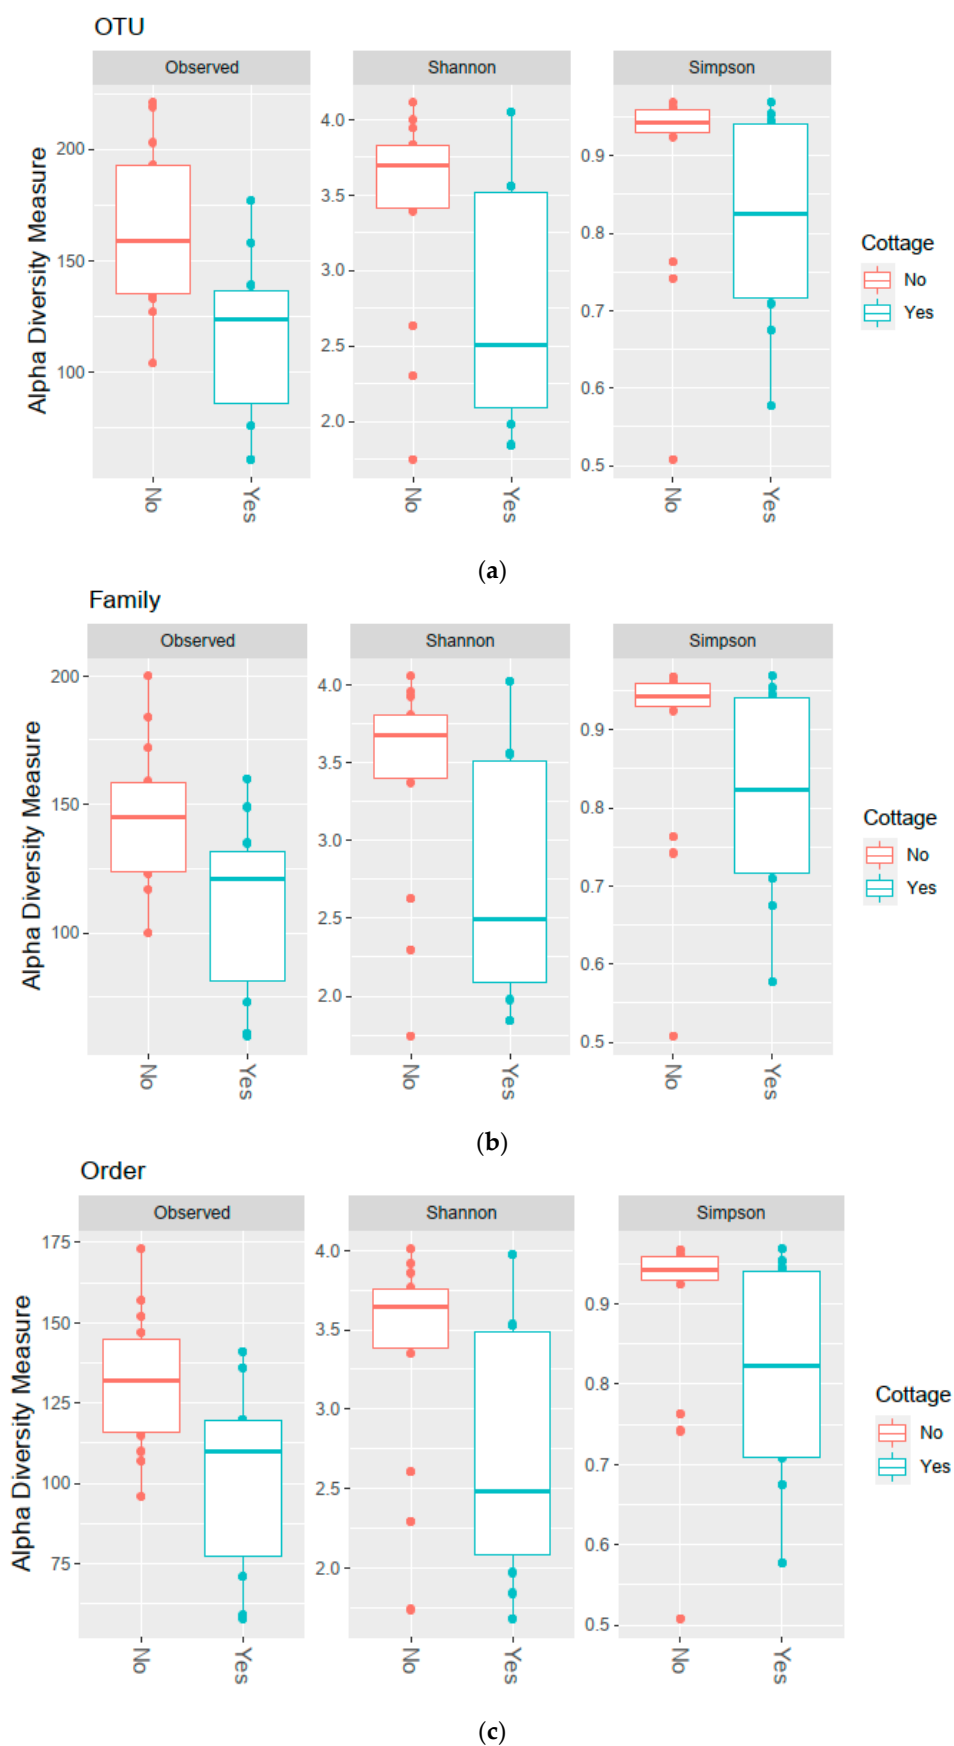 OTU
Observed Shannon Simpson
Alpha Diversity Measure
200
150
100
4.0
3.5
3.0
2.5
2.0
0.9
0.8
0.7
0.6
0.5
No Yes No Yes No Yes
Cottage
No
Yes
(a)
Family
Observed Shannon Simpson
Alpha Diversity Measure
200
150
100
4.0
3.5
3.0
2.5
2.0
0.9
0.8
0.7
0.6
0.5
No Yes No Yes No Yes
Cottage
No
Yes
(b)
Order
Observed Shannon Simpson
Alpha Diversity Measure
175
150
125
100
75
4.0
3.5
3.0
2.5
2.0
0.9
0.8
0.7
0.6
0.5
No Yes No Yes No Yes
Cottage
No
Yes
(c)